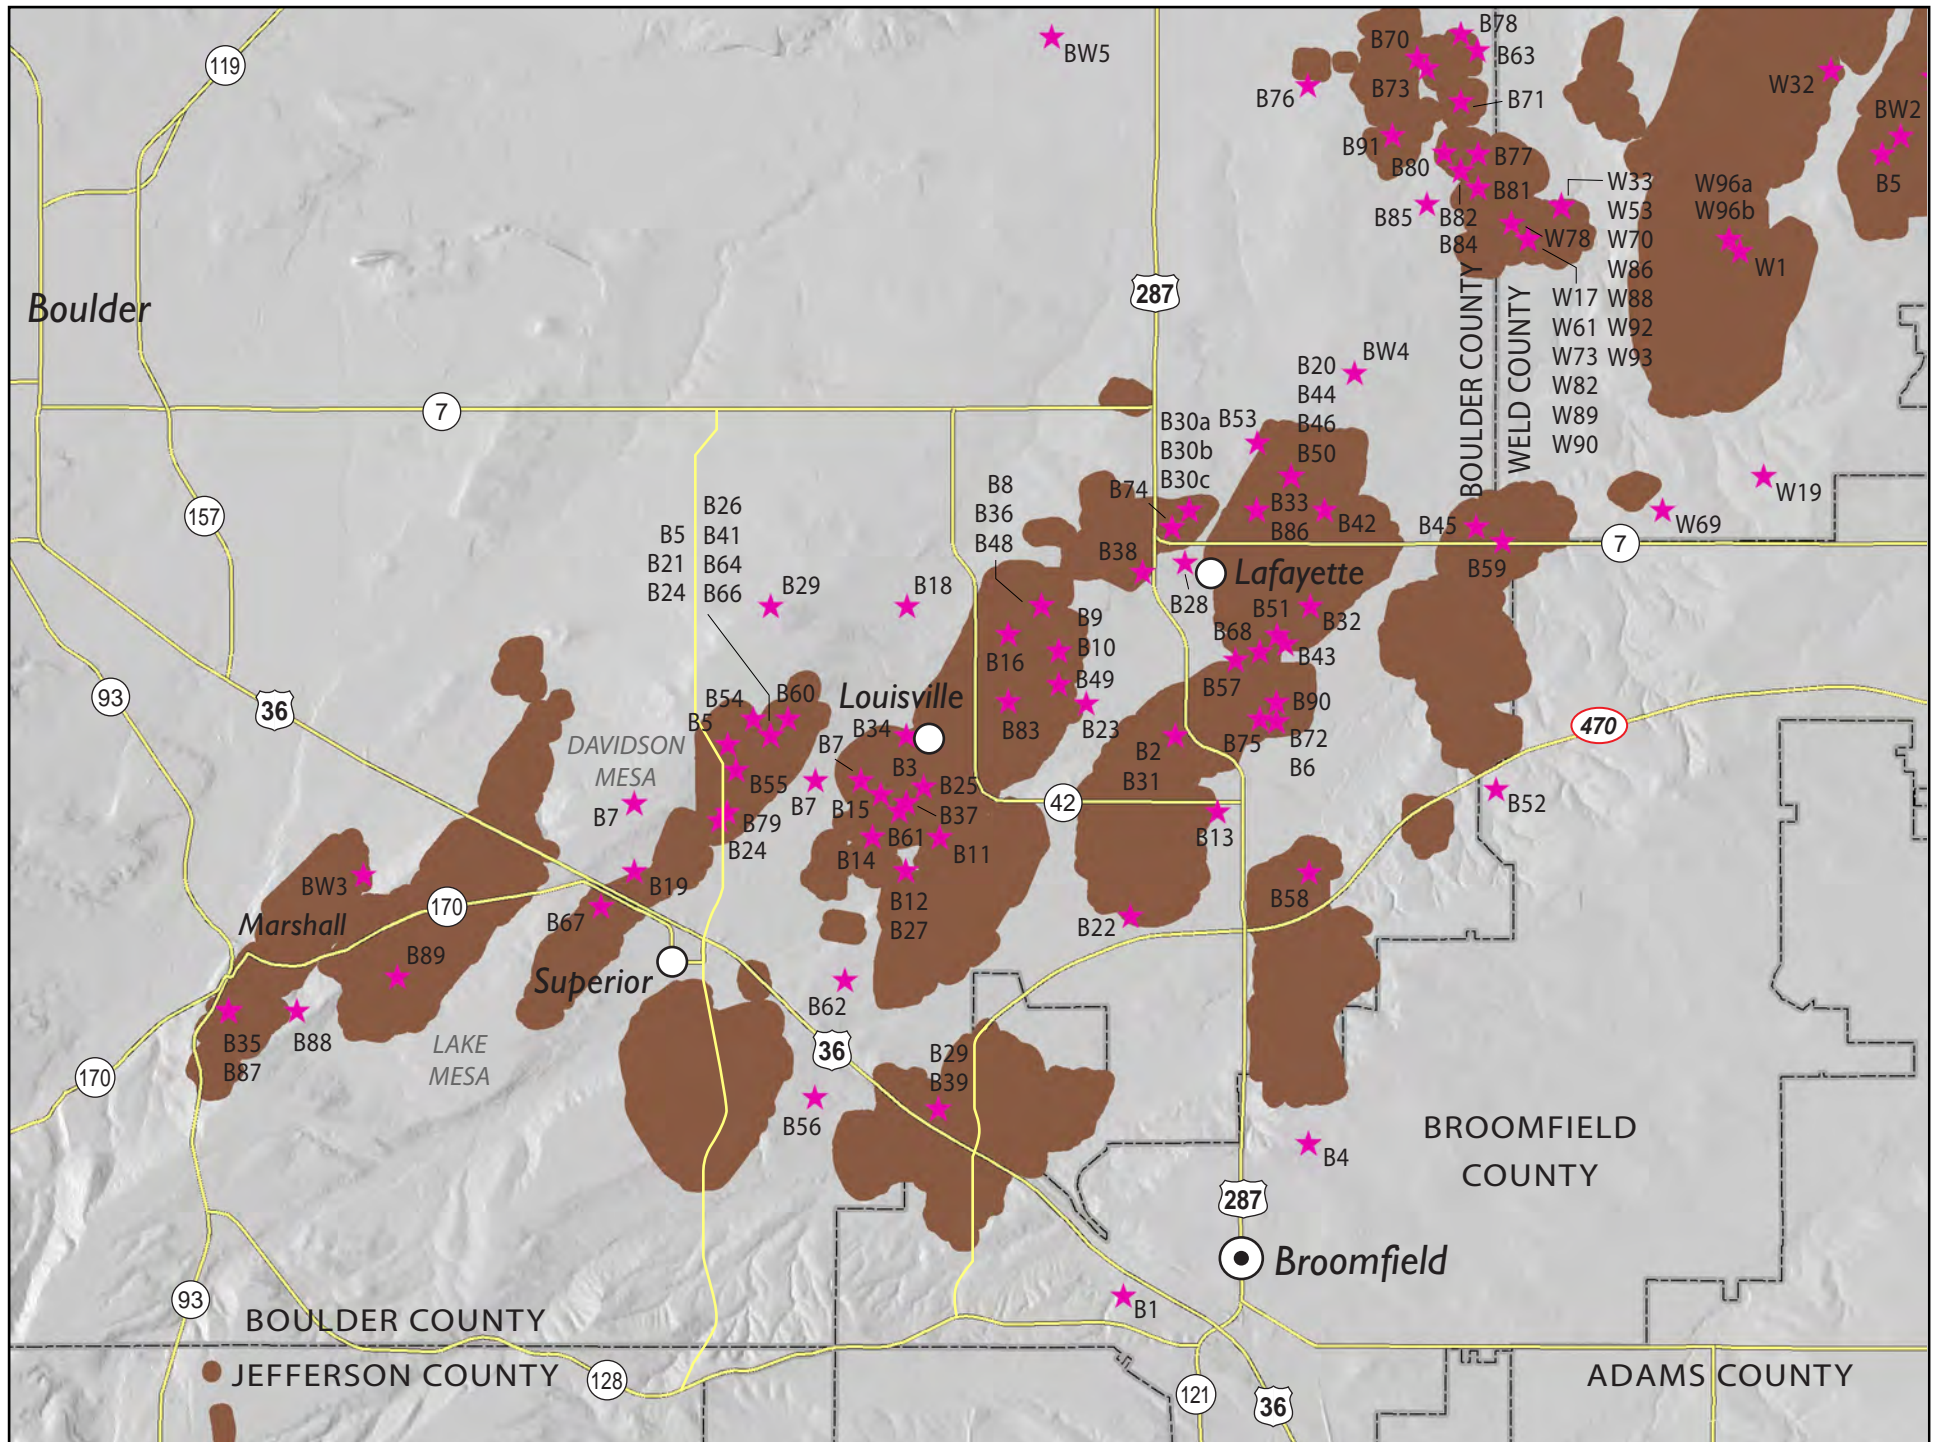 B78
BW5
B70
B63
119
W32
B73
B76
B71
BW2
B91
B80
B77
W33
W96a
B5
B81
W53
W96b
B85
B82
W78
W70
B84
W1
W86
287
W17
W88
Boulder
W61
W92
BOULDER COUNTY
WELD COUNTY
W73
W93
B20
BW4
W82
B44
7
W89
B30a
B53
B46
W90
B30b
B50
B30c
B8
B74
W19
B26
B36
B33
B42
B45
157
B5
B41
B48
B86
W69
B21
B64
B38
7
B24
B66
B59
B29
B18
Lafayette
B28
B9
B51
B32
B68
B10
B16
B43
93
B49
B57
36
B54
B60
Louisville
B90
B5
B34
B83
B23
B2
B75
B72
470
DAVIDSON
MESA
B7
B3
B6
B55
B31
B25
B7
B7
B15
42
B52
B37
B79
B13
B61
B24
B14
B11
BW3
B19
B58
170
B12
B67
Marshall
B27
B22
B89
Superior
B62
B35
B88
LAKE
MESA
36
B29
B87
170
B39
B56
BROOMFIELD
COUNTY
B4
287
Broomfield
93
B1
BOULDER COUNTY
JEFFERSON COUNTY
128
ADAMS COUNTY
121
36